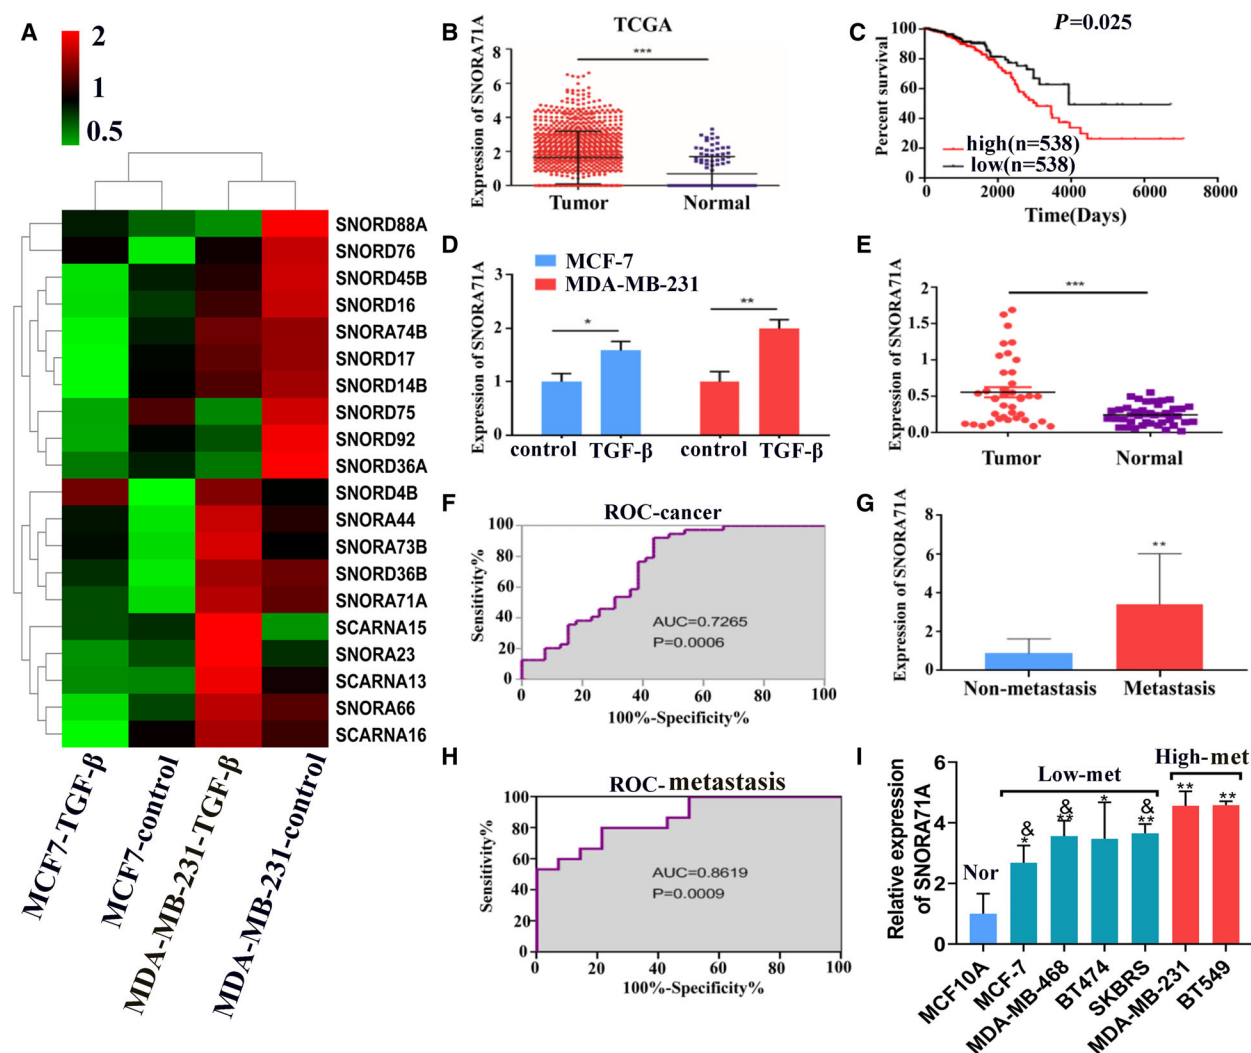 A
2
1
0.5
SNORD88A
SNORD76
SNORD45B
SNORD16
SNORA74B
SNORD17
SNORD14B
SNORD75
SNORD92
SNORD36A
SNORD4B
SNORA44
SNORA73B
SNORD36B
SNORA71A
SCARNA15
SNORA23
SCARNA13
SNORA66
SCARNA16
MCF7-TGF-β
MCF7-control
MDA-MB-231-TGF-β
MDA-MB-231-control
B
TCGA
Expression of SNORA71A
8
6
4
2
0
***
Tumor Normal
C
P=0.025
Percent survival
100
80
60
40
20
0
high(n=538)
low(n=538)
0 2000 4000 6000 8000
Time(Days)
D
MCF-7
MDA-MB-231
Expression of SNORA71A
3
2
1
0
*
**
control TGF-β control TGF-β
E
Expression of SNORA71A
2
1.5
1
0.5
0.0
***
Tumor Normal
F
ROC-cancer
Sensitivity%
100
80
60
40
20
0
AUC=0.7265
P=0.0006
0 20 40 60 80 100
100%-Specificity%
G
Expression of SNORA71A
8
6
4
2
0
**
Non-metastasis Metastasis
H
ROC-metastasis
Sensitivity%
100
80
60
40
20
0
AUC=0.8619
P=0.0009
0 20 40 60 80 100
100%-Specificity%
I
Relative expression
of SNORA71A
6
4
2
0
Nor
Low-met
High-met
&
*
&
**
*
&
**
**
**
MCF10A
MCF-7
MDA-MB-468
BT474
SKBRS
MDA-MB-231
BT549